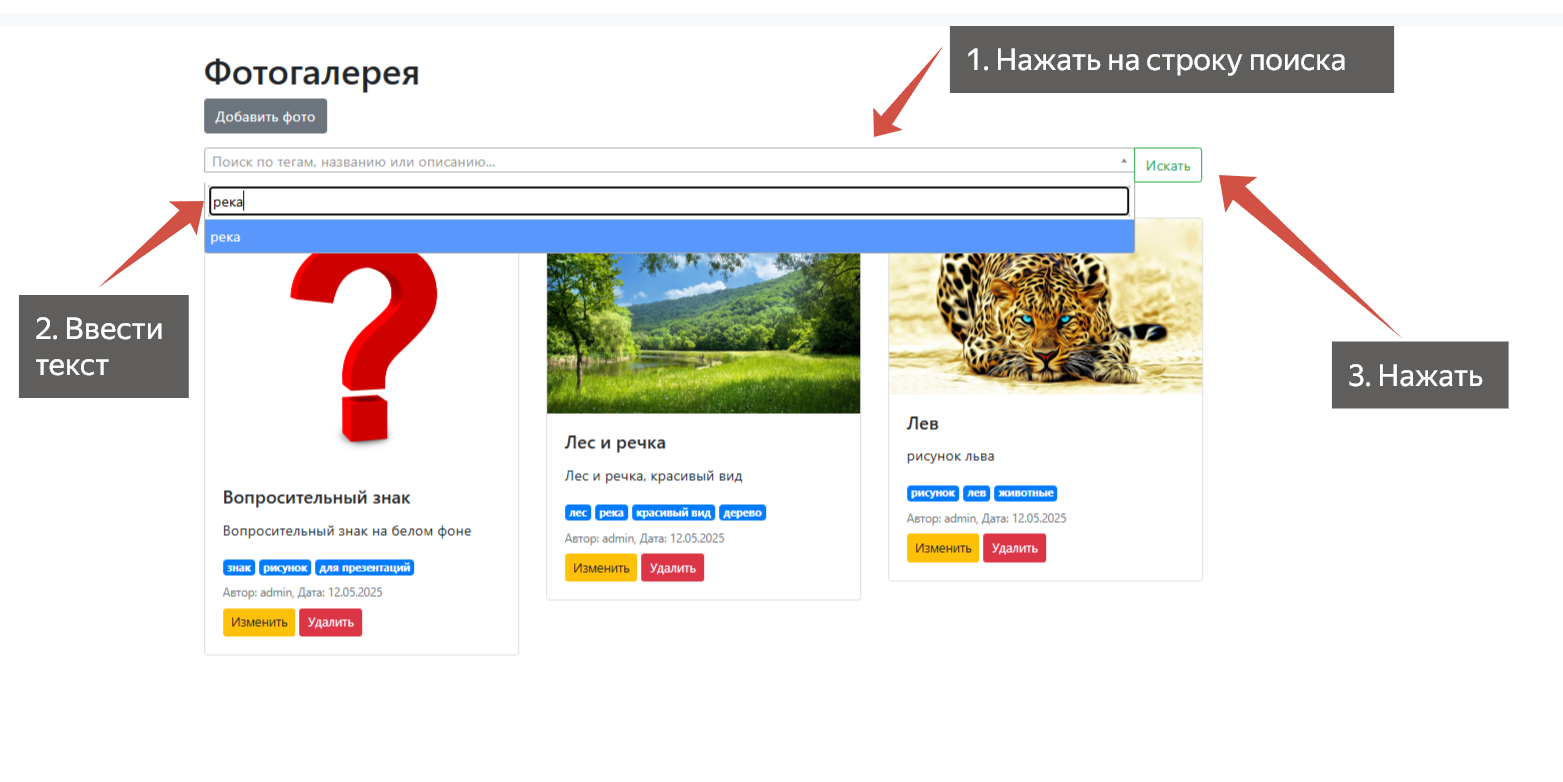 1. Нажать на строку поиска
Фотогалерея
Добавить фото
Поиск по тегам, названию или описанию...
Искать
река
река
2. Ввести
текст
3. Нажать
Вопросительный знак
Вопросительный знак на белом фоне
знак рисунок для презентаций
Автор: admin, Дата: 12.05.2025
Изменить Удалить
Лес и речка
Лес и речка, красивый вид
лес река красивый вид дерево
Автор: admin, Дата: 12.05.2025
Изменить Удалить
Лев
рисунок льва
рисунок лев животные
Автор: admin, Дата: 12.05.2025
Изменить Удалить